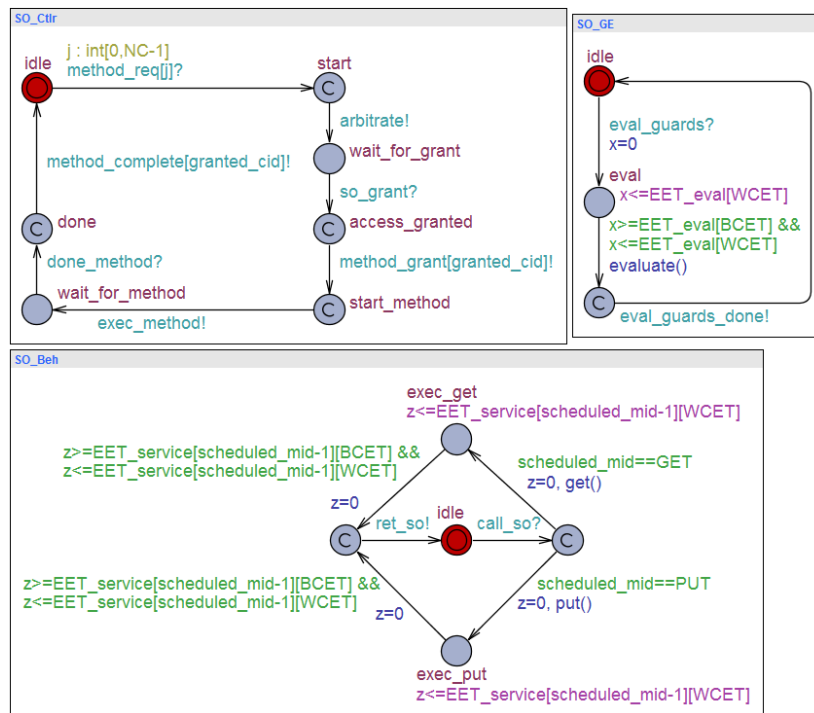 SO_Ctlr
j : int[0,NC-1]
idle
method_req[j]?
start
C
arbitrate!
wait_for_grant
so_grant?
C
access_granted
method_grant[granted_cid]!
C
start_method
exec_method!
wait_for_method
done_method?
C
done
method_complete[granted_cid]!
SO_GE
idle
eval_guards?
x=0
eval
x<=EET_eval[WCET]
x>=EET_eval[BCET] &&
x<=EET_eval[WCET]
evaluate()
C
eval_guards_done!
SO_Beh
exec_get
z<=EET_service[scheduled_mid-1][WCET]
z>=EET_service[scheduled_mid-1][BCET] &&
z<=EET_service[scheduled_mid-1][WCET]
z=0
scheduled_mid==GET
z=0, get()
idle
C
ret_so!
call_so?
C
z>=EET_service[scheduled_mid-1][BCET] &&
z<=EET_service[scheduled_mid-1][WCET]
z=0
scheduled_mid==PUT
z=0, put()
exec_put
z<=EET_service[scheduled_mid-1][WCET]